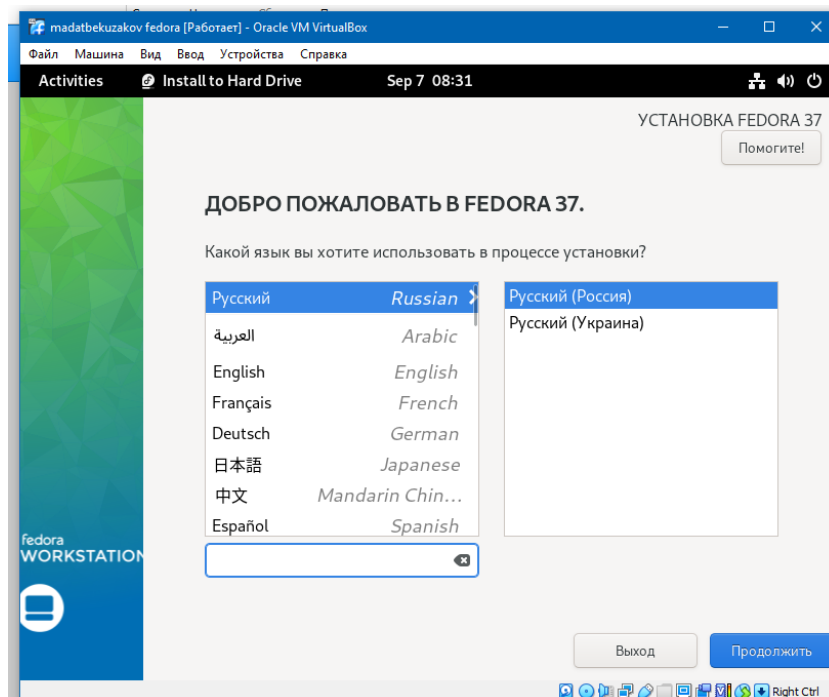 madatbekuzakov fedora [Работает] - Oracle VM VirtualBox
Файл Машина Вид Ввод Устройства Справка
Activities Install to Hard Drive Sep 7 08:31
УСТАНОВКА FEDORA 37
Помогите!
ДОБРО ПОЖАЛОВАТЬ В FEDORA 37.
Какой язык вы хотите использовать в процессе установки?
Русский Russian
العربية Arabic
English English
Français French
Deutsch German
日本語 Japanese
中文 Mandarin Chin...
Español Spanish
Русский (Россия)
Русский (Украина)
fedora
WORKSTATION
Выход Продолжить
Right Ctrl